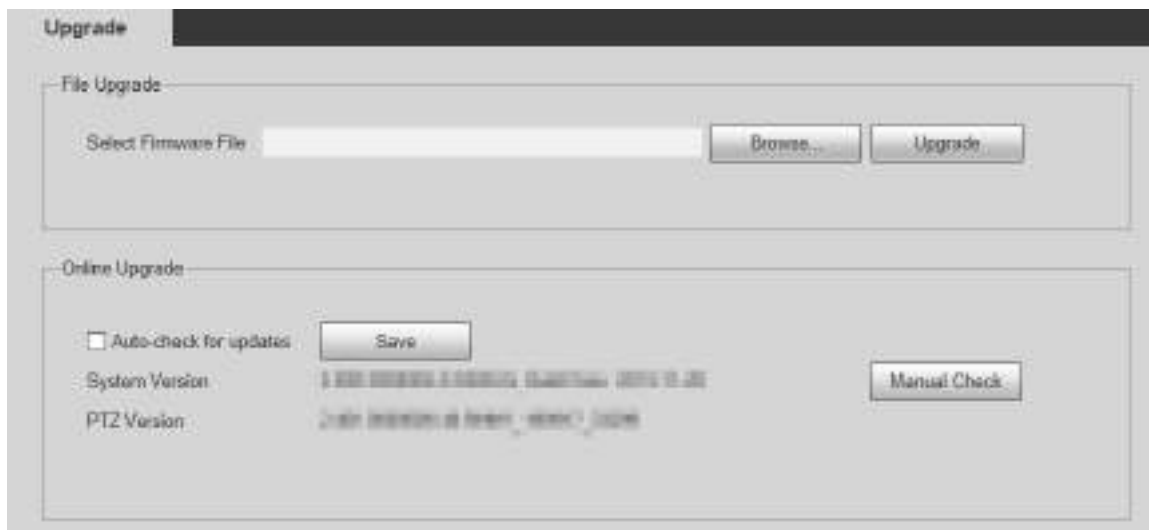 Upgrade
File Upgrade
Select Firmware File Browse... Upgrade
Online Upgrade
Auto-check for updates Save
System Version Manual Check
PTZ Version